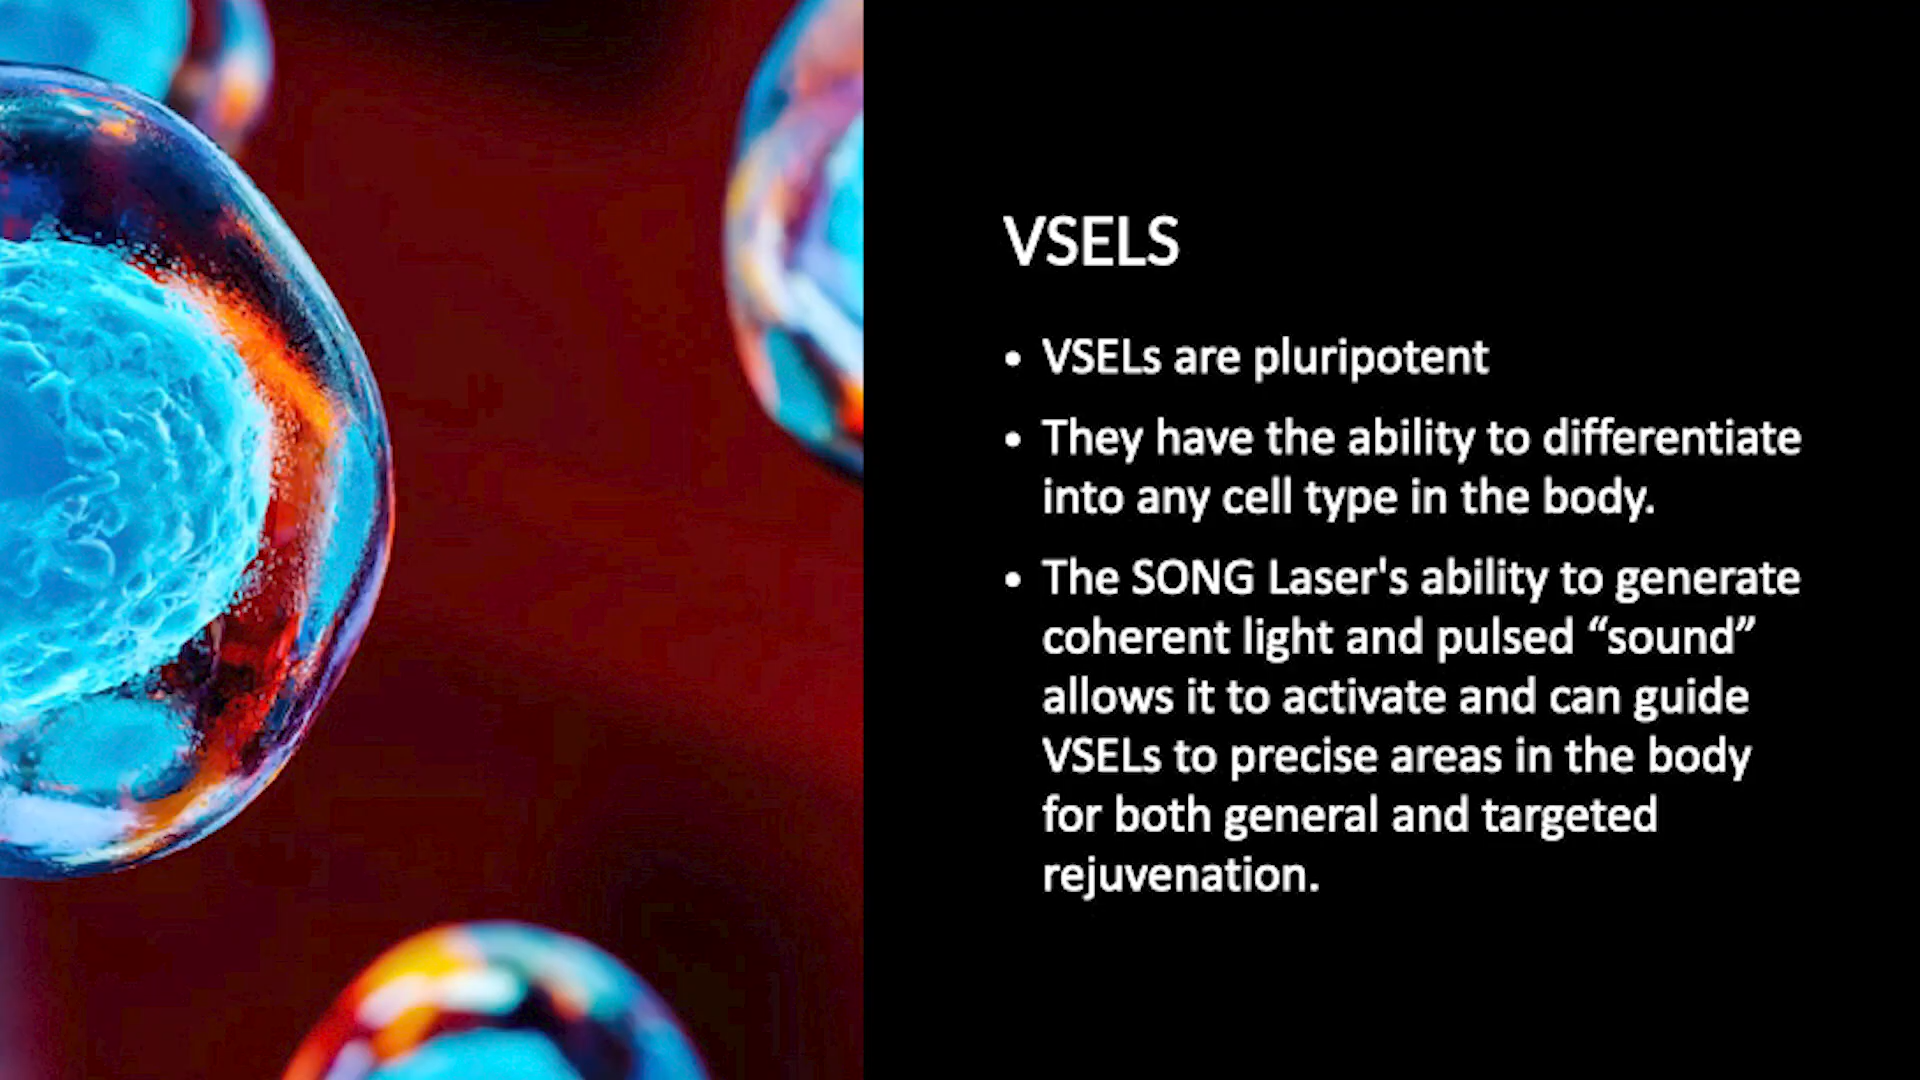 VSELS
• VSELs are pluripotent
• They have the ability to differentiate
into any cell type in the body.
• The SONG Laser's ability to generate
coherent light and pulsed “sound”
allows it to activate and can guide
VSELs to precise areas in the body
for both general and targeted
rejuvenation.